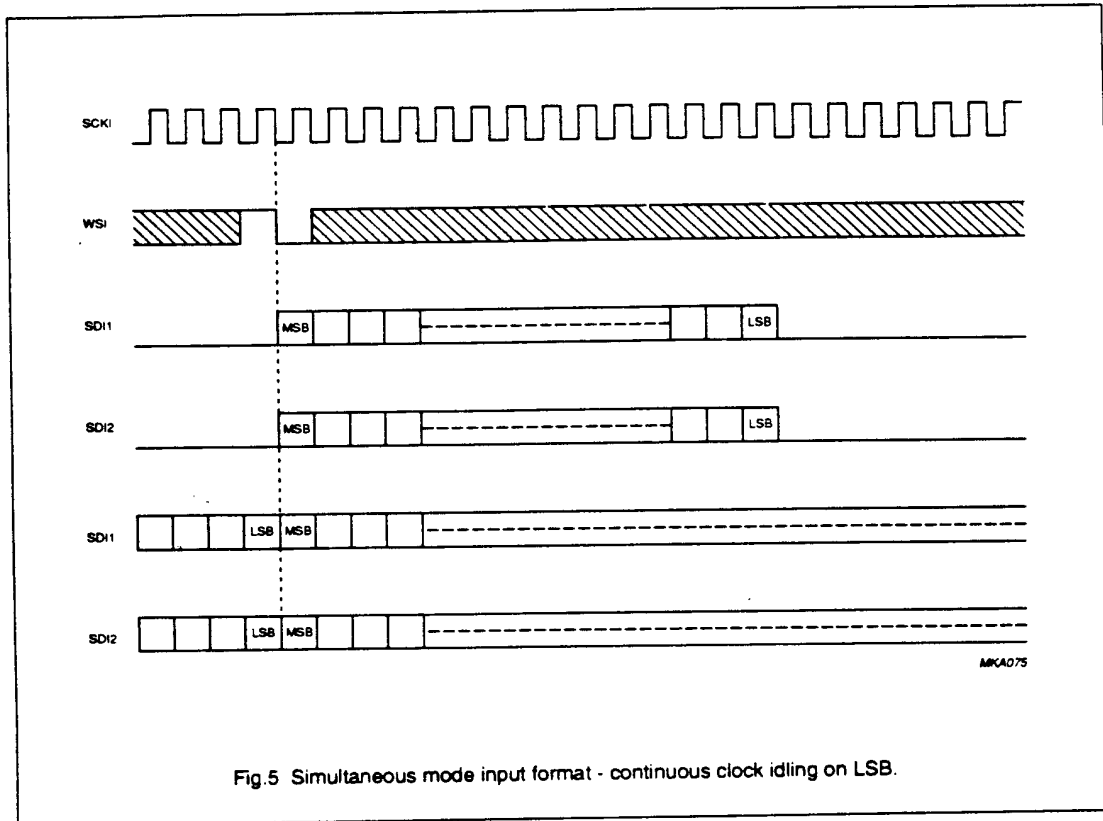 SCKI
WSI
SDI1
MSB
LSB
SDI2
MSB
LSB
SDI1
LSB MSB
SDI2
LSB MSB
MKA075
Fig.5 Simultaneous mode input format - continuous clock idling on LSB.